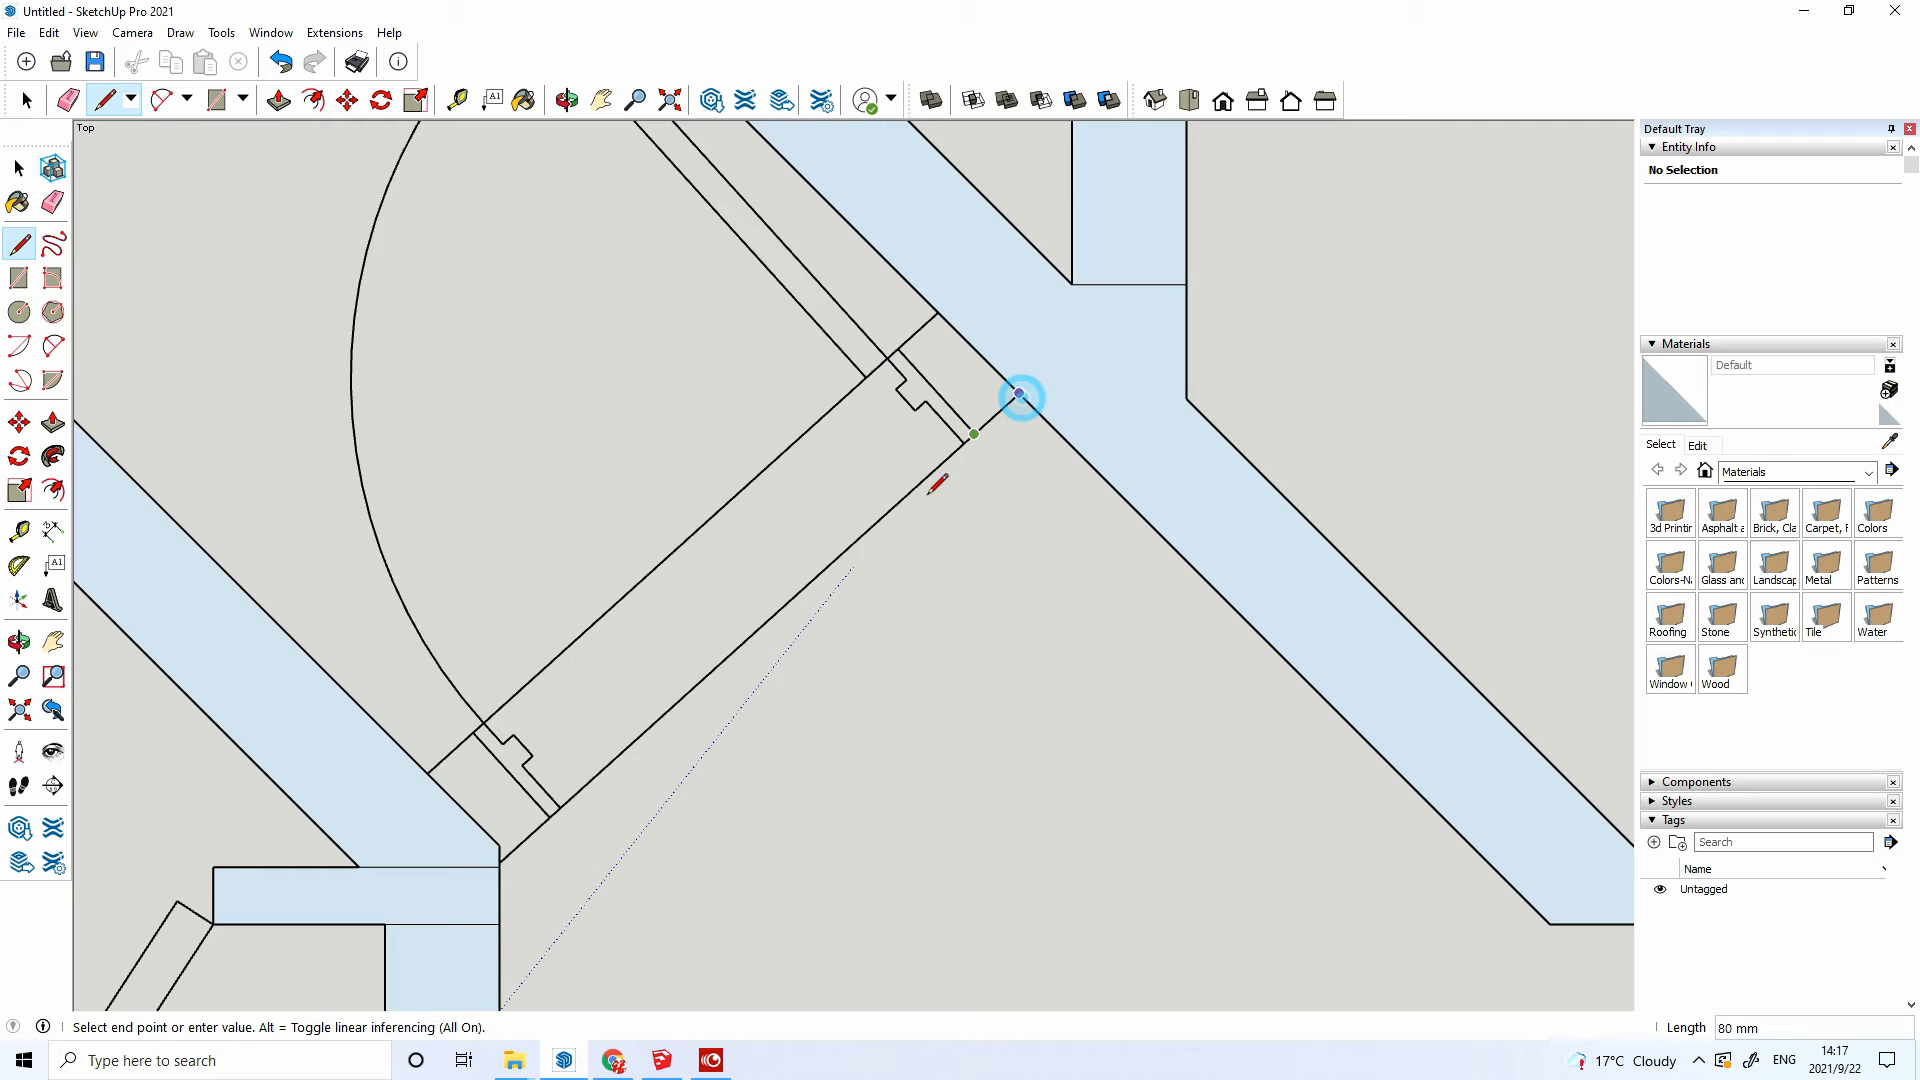 Untitled - SketchUp Pro 2021
File Edit View Camera Draw Tools Window Extensions Help
A1
Top
Default Tray
Entity Info
No Selection
Materials
Default
Select Edit
Materials
3d Printin Asphalt a Brick, Cla Carpet, F Colors
Colors-Na Glass and Landscap Metal Patterns
Roofing Stone Synthetic Tile Water
Window Wood
A1
Components
Styles
Tags
Search
Name
Untagged
Select end point or enter value. Alt = Toggle linear inferencing (All On).
Length 80 mm
Type here to search
17°C Cloudy
ENG
14:17
2021/9/22